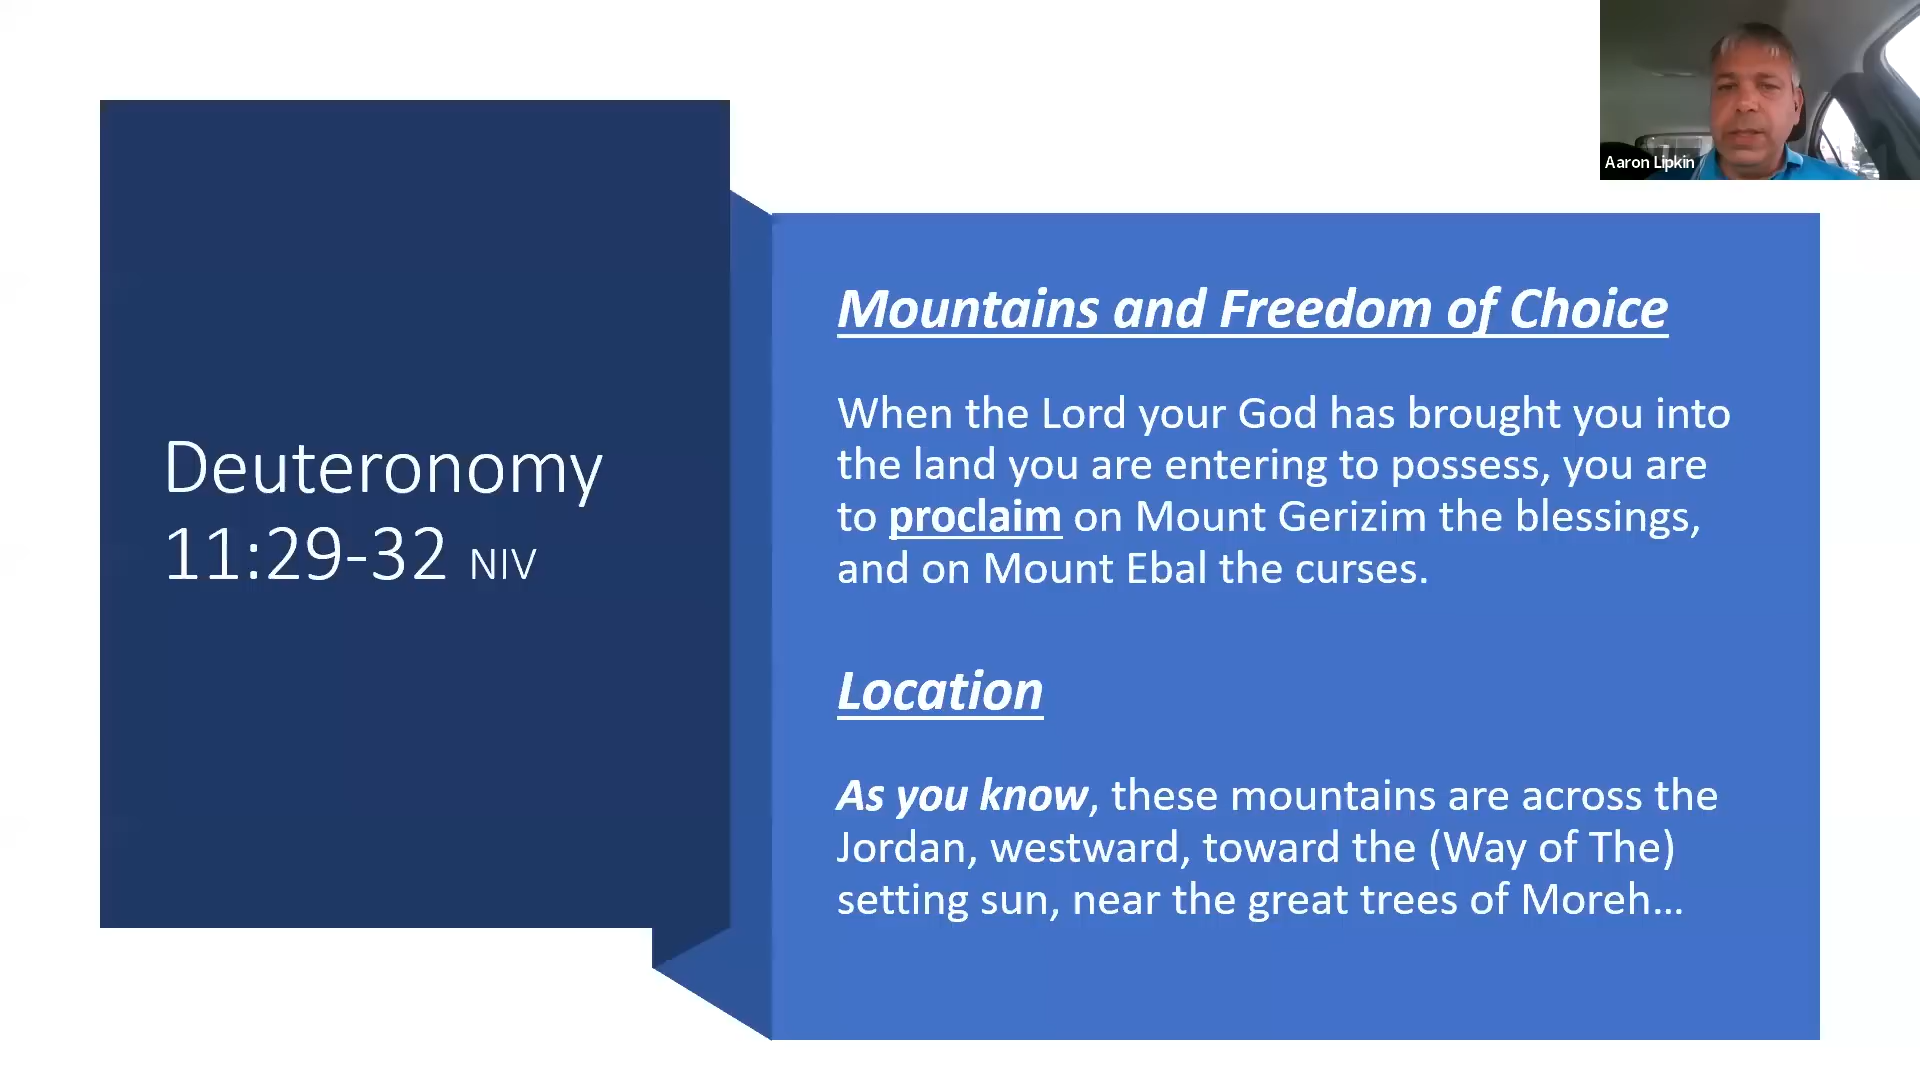 Aaron Lipkin
Deuteronomy
11:29-32 NIV
Mountains and Freedom of Choice
When the Lord your God has brought you into
the land you are entering to possess, you are
to proclaim on Mount Gerizim the blessings,
and on Mount Ebal the curses.
Location
As you know, these mountains are across the
Jordan, westward, toward the (Way of The)
setting sun, near the great trees of Moreh…